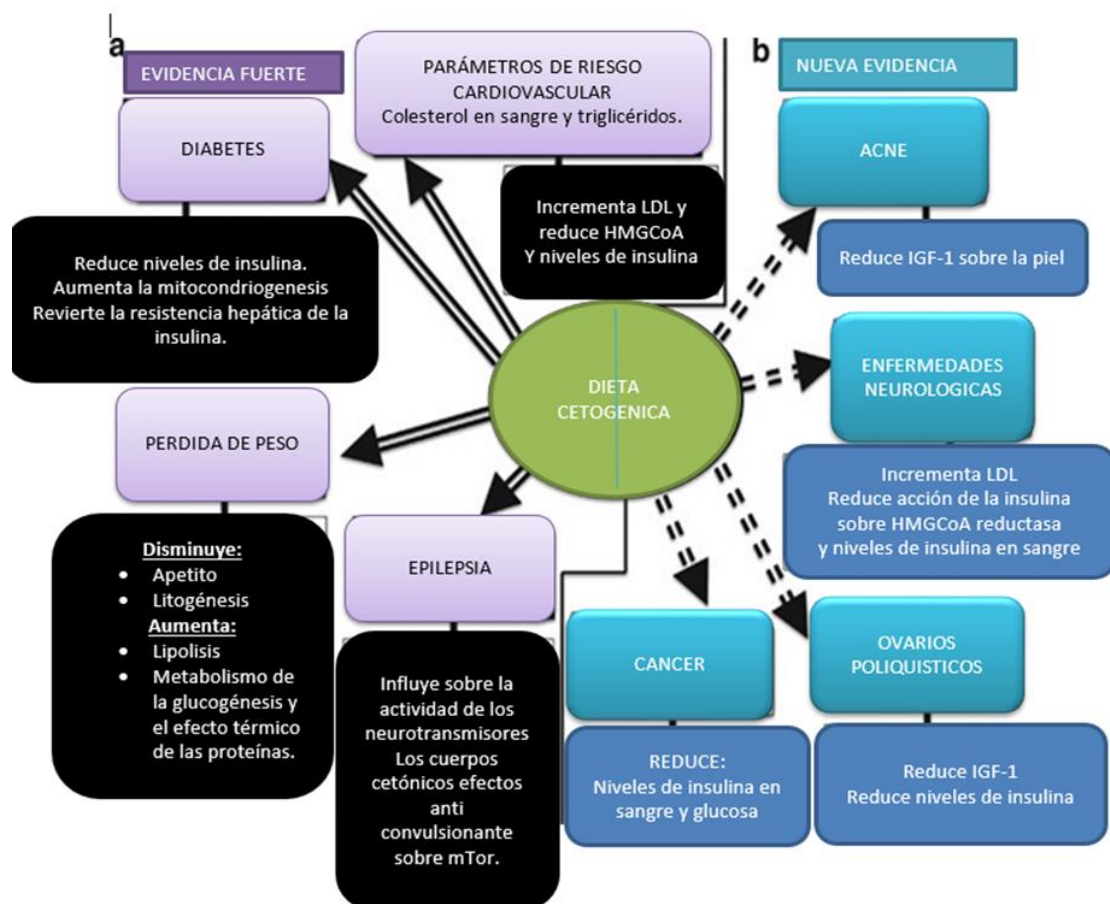 a
EVIDENCIA FUERTE
DIABETES
Reduce niveles de insulina.
Aumenta la mitocondriogenesis
Revierte la resistencia hepática de la
insulina.
PARÁMETROS DE RIESGO
CARDIOVASCULAR
Colesterol en sangre y triglicéridos.
Incrementa LDL y
reduce HMGCoA
Y niveles de insulina
PERDIDA DE PESO
Disminuye:
• Apetito
• Litogénesis
Aumenta:
• Lipolisis
• Metabolismo de
la glucogénesis y
el efecto térmico
de las proteínas.
EPILEPSIA
Influye sobre la
actividad de los
neurotransmisores
Los cuerpos
cetónicos efectos
anti
convulsionante
sobre mTor.
DIETA
CETOGENICA
b
NUEVA EVIDENCIA
ACNE
Reduce IGF-1 sobre la piel
ENFERMEDADES
NEUROLOGICAS
Incrementa LDL
Reduce acción de la insulina
sobre HMGCoA reductasa
y niveles de insulina en sangre
CANCER
REDUCE:
Niveles de insulina en
sangre y glucosa
OVARIOS
POLIQUISTICOS
Reduce IGF-1
Reduce niveles de insulina